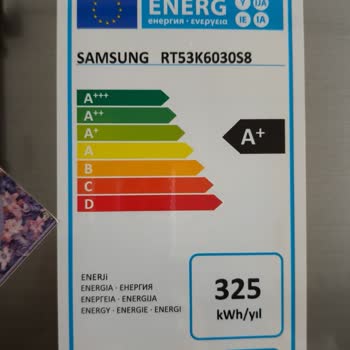 ENERG Y IJA
енергия · ενεργεια IE IA
SAMSUNG RT53K6030S8
A+++
A++
A+
A
B
C
D
A+
ENERJi
ENERGIA · ЕНЕРГИЯ
ΕΝΕΡΓΕΙΑ · ENERGIJA
ENERGY · ENERGIE · ENERGI
325
kWh/yıl